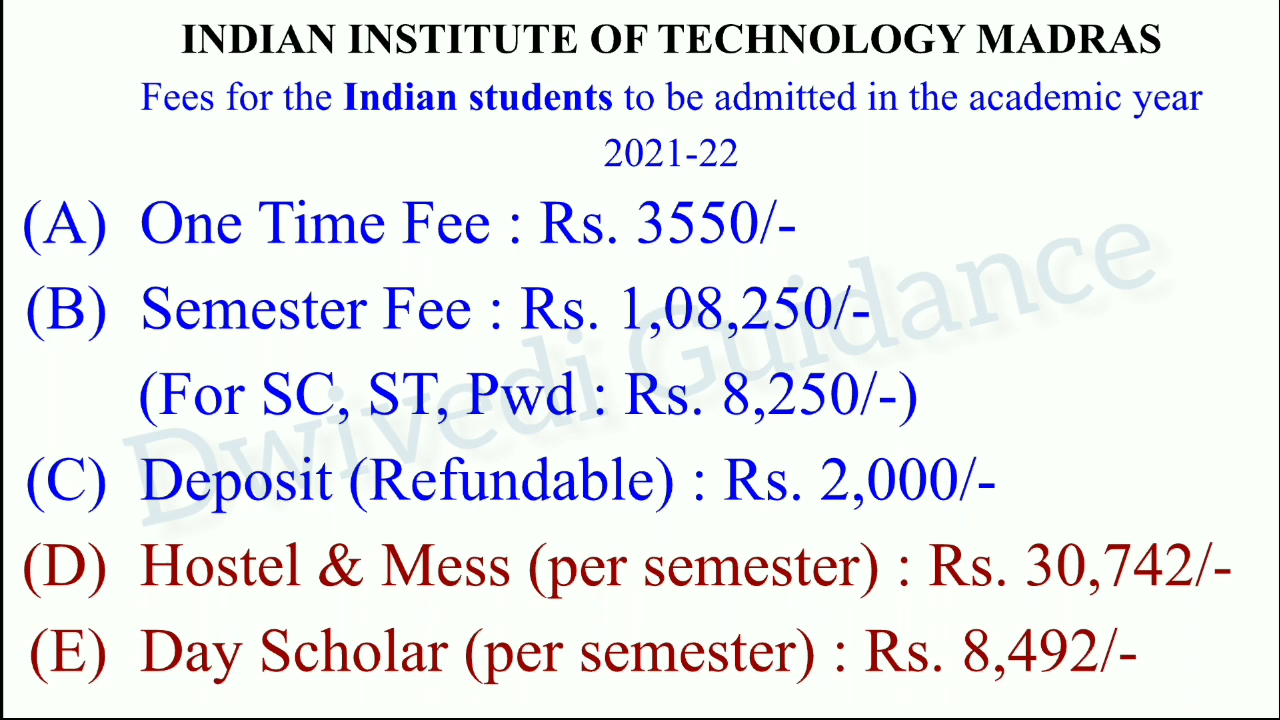 INDIAN INSTITUTE OF TECHNOLOGY MADRAS
Fees for the Indian students to be admitted in the academic year
2021-22
(A) One Time Fee : Rs. 3550/-
(B) Semester Fee : Rs. 1,08,250/-
(For SC, ST, Pwd : Rs. 8,250/-)
(C) Deposit (Refundable) : Rs. 2,000/-
(D) Hostel & Mess (per semester) : Rs. 30,742/-
(E) Day Scholar (per semester) : Rs. 8,492/-
Dwivedi Guidance